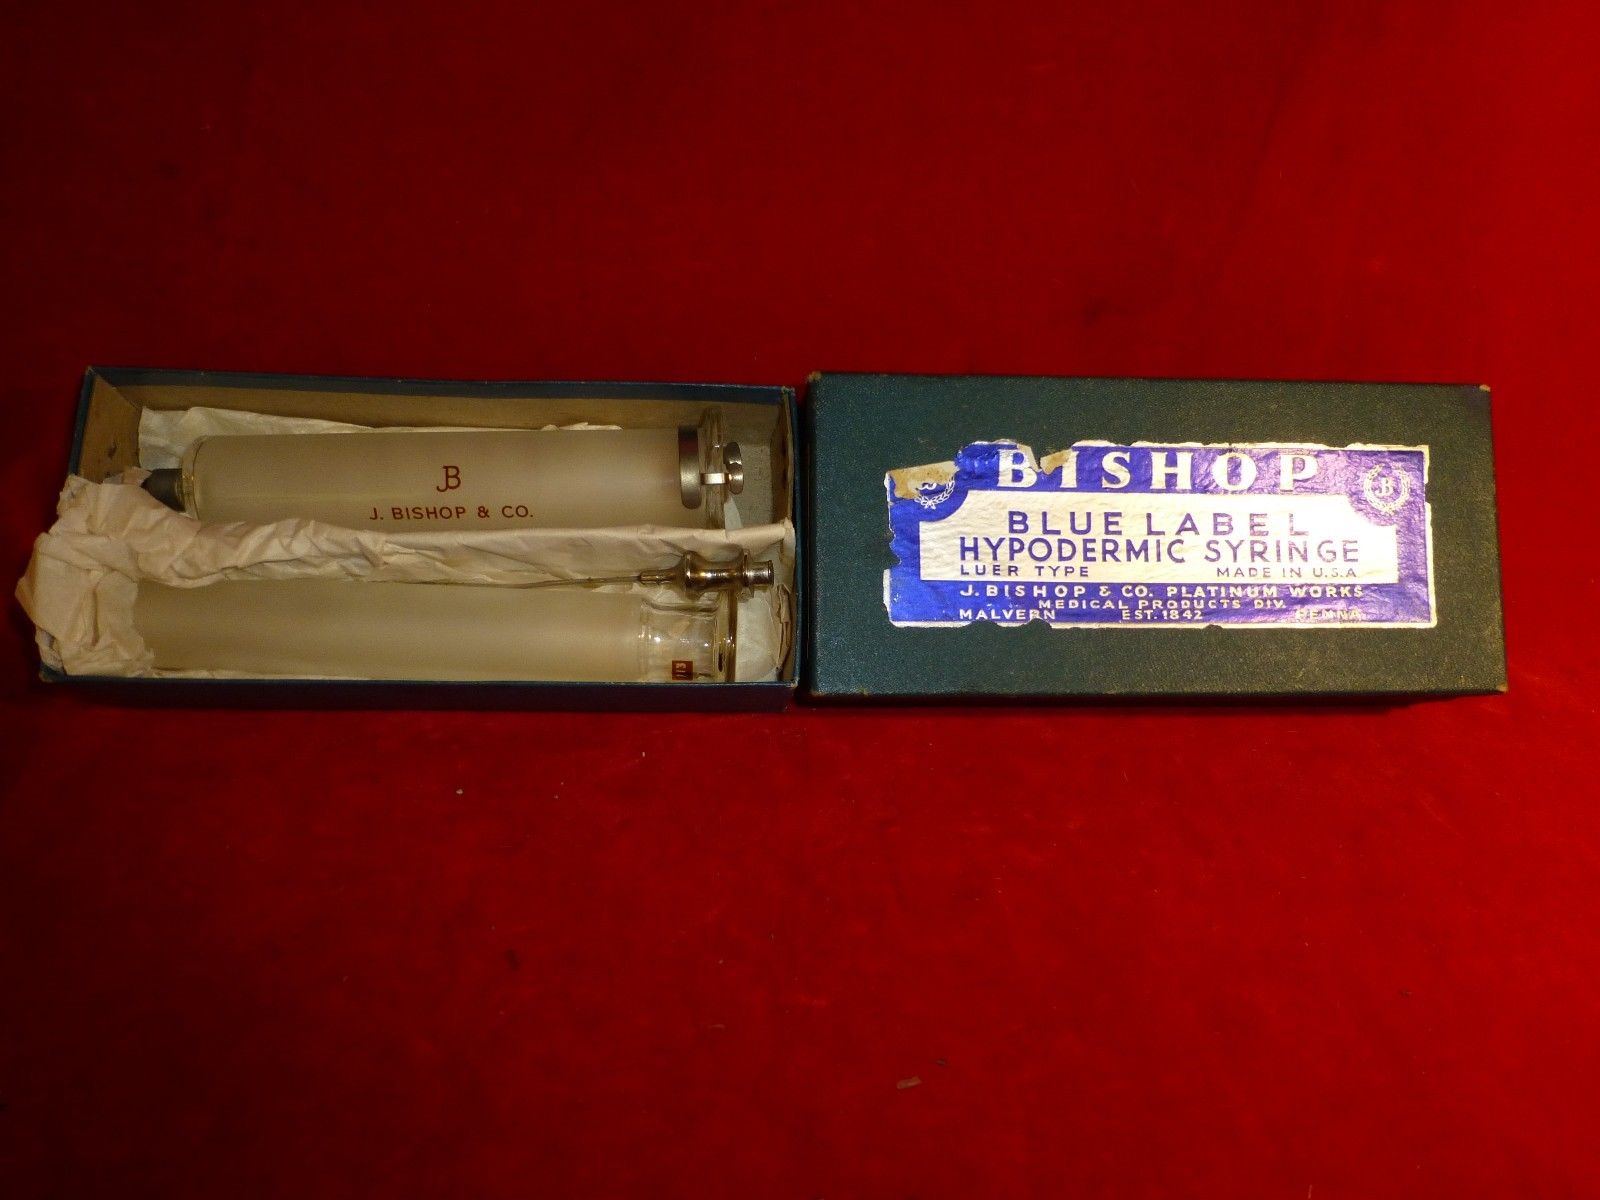 JB
J. BISHOP & CO.
113
BISHOP
B
BLUE LABEL
HYPODERMIC SYRINGE
LUER TYPE MADE IN U.S.A.
J. BISHOP & CO. PLATINUM WORKS
MEDICAL PRODUCTS DIV.
MALVERN EST. 1842 PENNA.